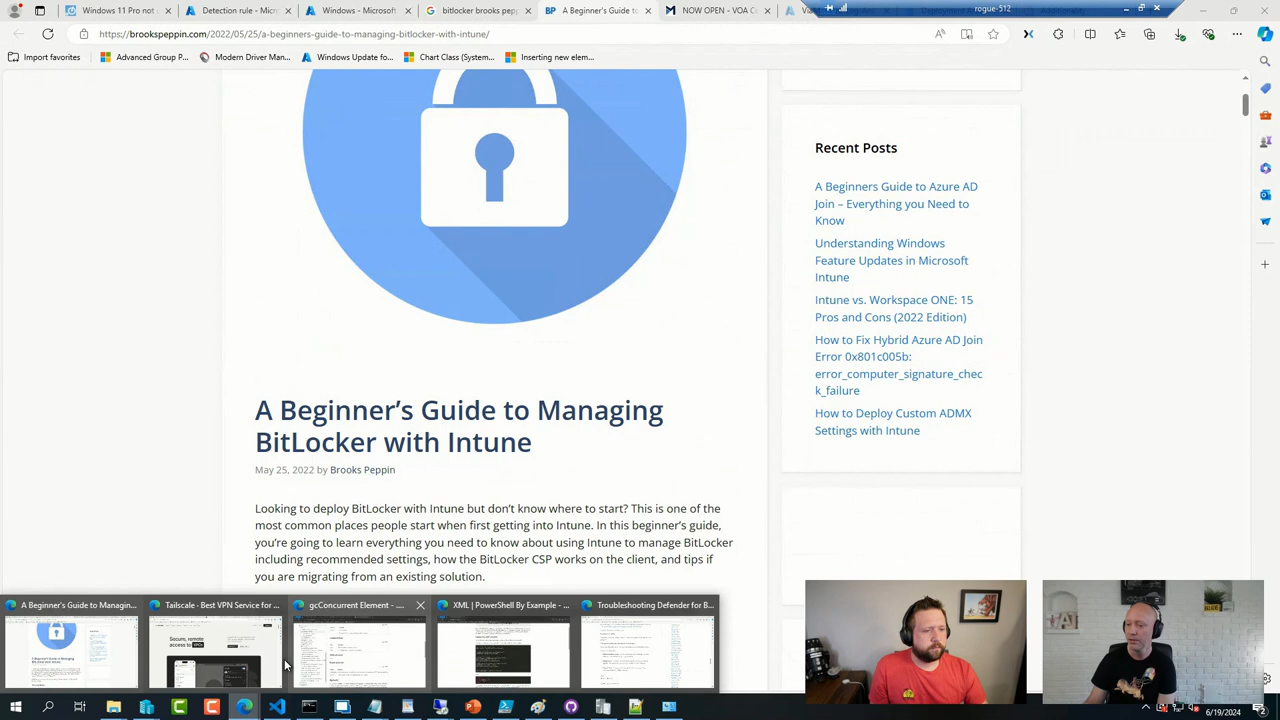 Windows 11 Pro not
Detection rule - Micros
Windows - Microsoft
bitlocker brooks pepp
BP A Beginner's Guide to
NOW OPEN - VOA Co
rogue-512
https://brookspeppin.com/2022/05/25/a-beginners-guide-to-managing-bitlocker-with-intune/
Import favorites
Advanced Group P...
Modern Driver Man...
Windows Update fo...
Chart Class (System...
Inserting new elem...
Recent Posts
A Beginners Guide to Azure AD
Join – Everything you Need to
Know
Understanding Windows
Feature Updates in Microsoft
Intune
Intune vs. Workspace ONE: 15
Pros and Cons (2022 Edition)
How to Fix Hybrid Azure AD Join
Error 0x801c005b:
error_computer_signature_chec
k_failure
How to Deploy Custom ADMX
Settings with Intune
A Beginner's Guide to Managing
BitLocker with Intune
May 25, 2022 by Brooks Peppin
Looking to deploy BitLocker with Intune but don't know where to start? This is one of the
most common places people start when first getting into Intune. In this beginner's guide,
you're going to learn everything you need to know about using Intune to manage BitLocker
including recommended settings, how the BitLocker CSP works on the client, and tips if
you are migrating from an existing solution.
A Beginner's Guide to Managing...
Tailscale · Best VPN Service for ...
gcConcurrent Element - ....
XML | PowerShell By Example - ...
Troubleshooting Defender for B...
Secure, remote
6/19/2024
2